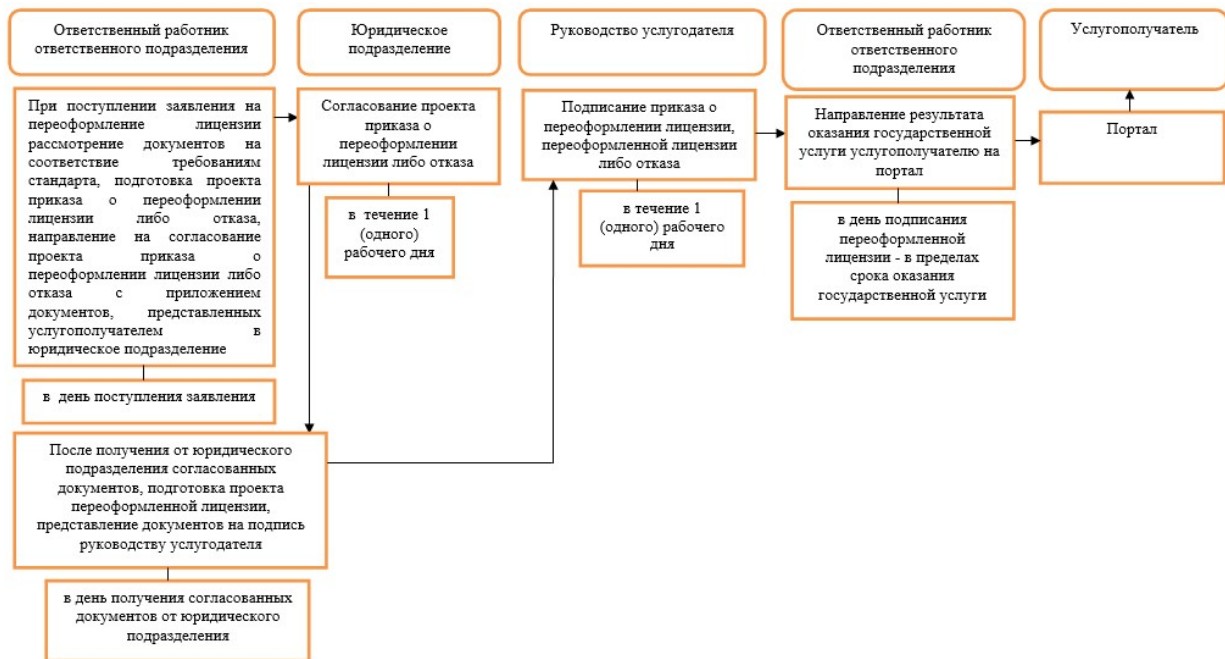 Ответственный работник
ответственного подразделения
Юридическое
подразделение
Руководство услугодателя
Ответственный работник
ответственного
подразделения
Услугополучатель
При поступлении заявления на
переоформление лицензии
рассмотрение документов на
соответствие требованиям
стандарта, подготовка проекта
приказа о переоформлении
лицензии либо отказа,
направление на согласование
проекта приказа о
переоформлении лицензии либо
отказа с приложением
документов, представленных
услугополучателем в
юридическое подразделение
в день поступления заявления
Согласование проекта
приказа о
переоформлении
лицензии либо отказа
в течение 1
(одного)
рабочего дня
Подписание приказа о
переоформлении лицензии,
переоформленной лицензии
либо отказа
в течение 1
(одного) рабочего
дня
Направление результата
оказания государственной
услуги услугополучателю на
портал
в день подписания
переоформленной
лицензии - в пределах
срока оказания
государственной услуги
Портал
После получения от юридического
подразделения согласованных
документов, подготовка проекта
переоформленной лицензии,
представление документов на подпись
руководству услугодателя
в день получения согласованных
документов от юридического
подразделения